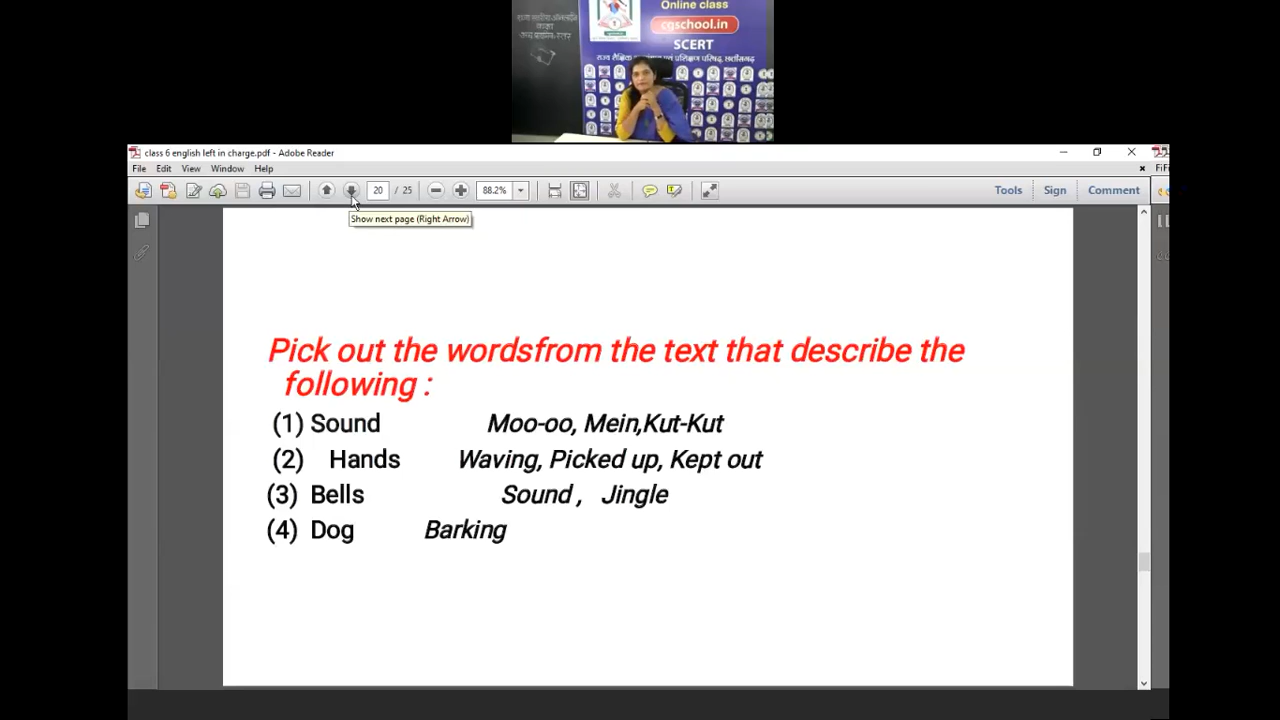 Online class
cgschool.in
SCERT
class 6 english left in charge.pdf - Adobe Reader
File Edit View Window Help
20 / 25 88.2% Tools Sign Comment
Show next page (Right Arrow)
Pick out the wordsfrom the text that describe the
following :
(1) Sound Moo-oo, Mein,Kut-Kut
(2) Hands Waving, Picked up, Kept out
(3) Bells Sound , Jingle
(4) Dog Barking